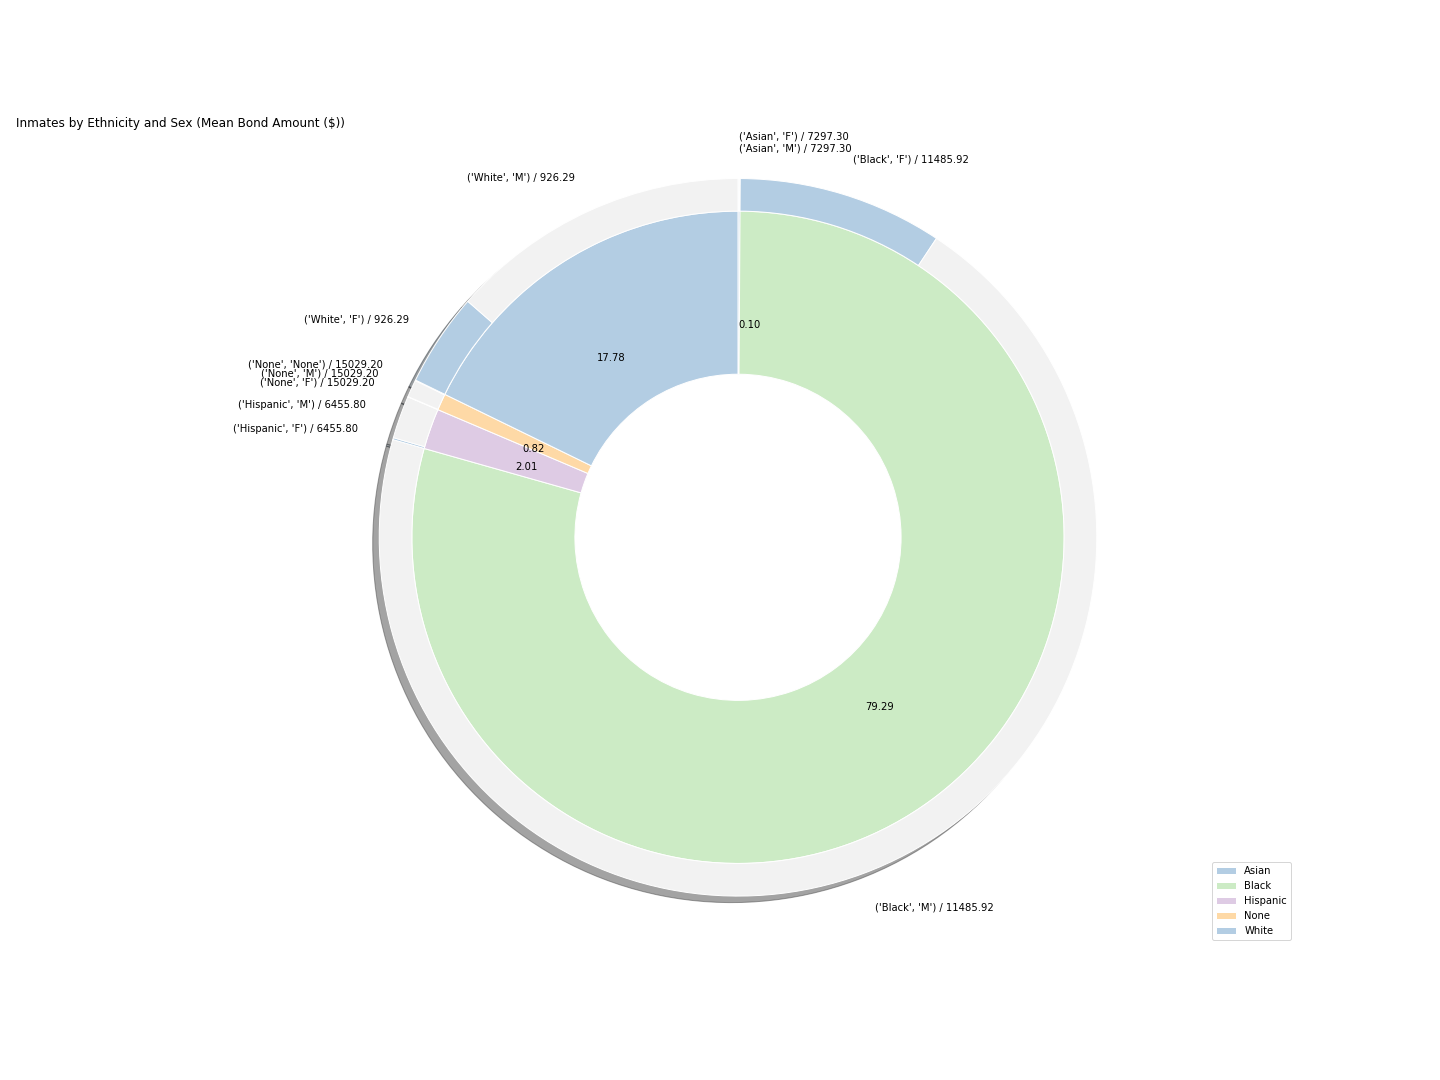 Inmates by Ethnicity and Sex (Mean Bond Amount ($))
('Asian', 'F') / 7297.30
('Asian', 'M') / 7297.30
('Black', 'F') / 11485.92
('White', 'M') / 926.29
('White', 'F') / 926.29
('None', 'None') / 15029.20
('None', 'M') / 15029.20
('None', 'F') / 15029.20
('Hispanic', 'M') / 6455.80
('Hispanic', 'F') / 6455.80
0.10
17.78
0.82
2.01
79.29
('Black', 'M') / 11485.92
Asian
Black
Hispanic
None
White